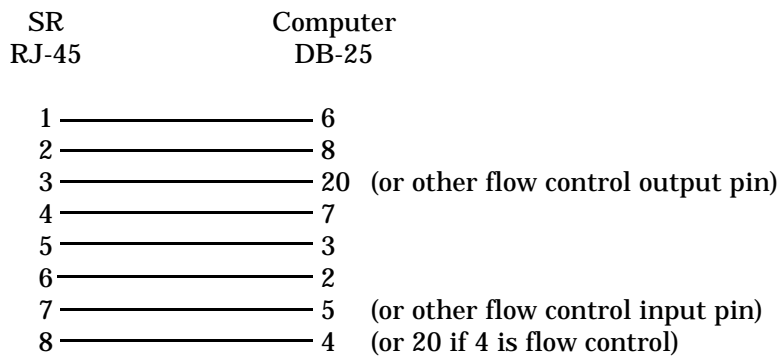 SR Computer
RJ-45 DB-25
1 6
2 8
3 20 (or other flow control output pin)
4 7
5 3
6 2
7 5 (or other flow control input pin)
8 4 (or 20 if 4 is flow control)